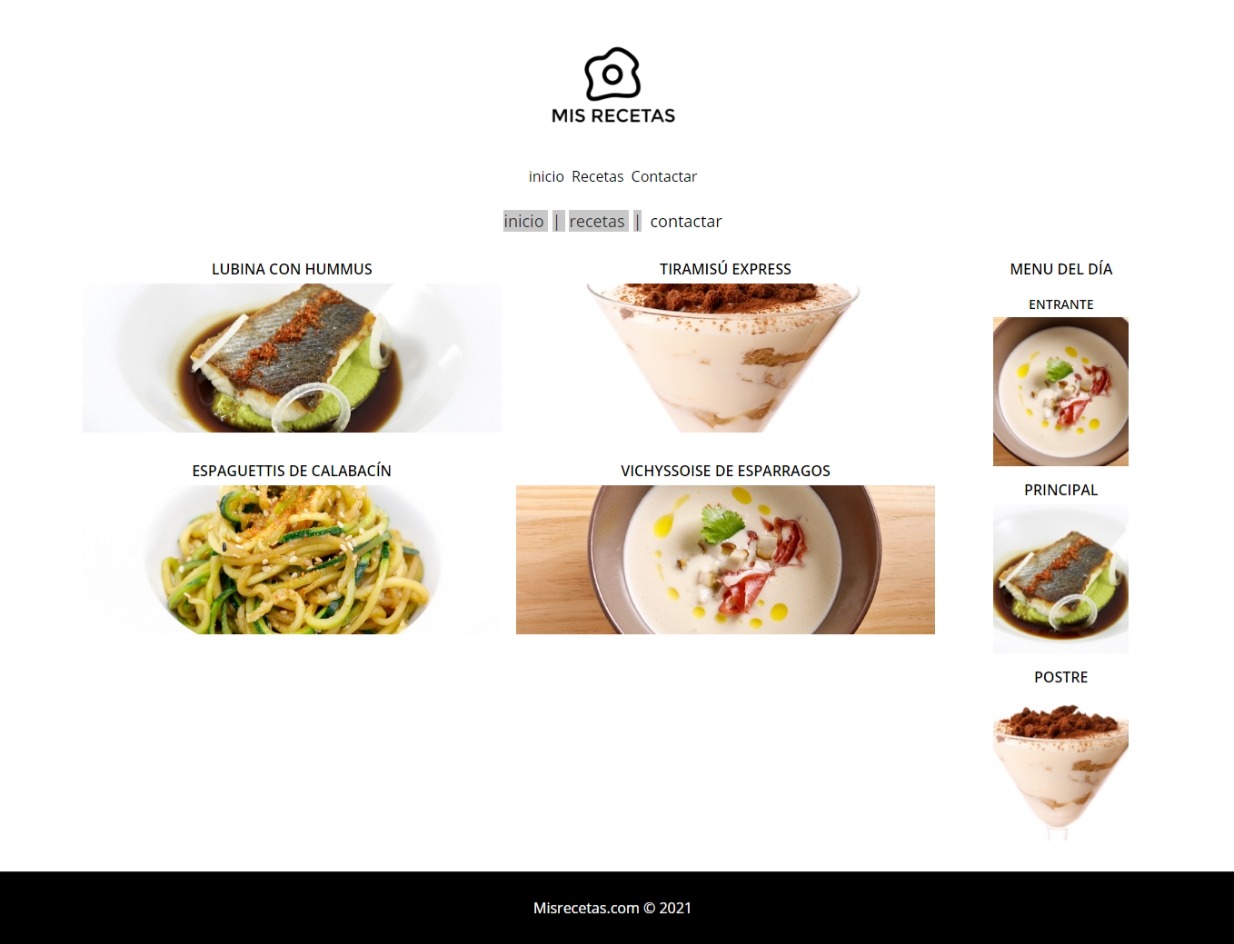 MIS RECETAS
inicio Recetas Contactar
inicio | recetas | contactar
LUBINA CON HUMMUS
TIRAMISÚ EXPRESS
ESPAGUETTIS DE CALABACÍN
VICHYSSOISE DE ESPARRAGOS
MENU DEL DÍA
ENTRANTE
PRINCIPAL
POSTRE
Misrecetas.com © 2021